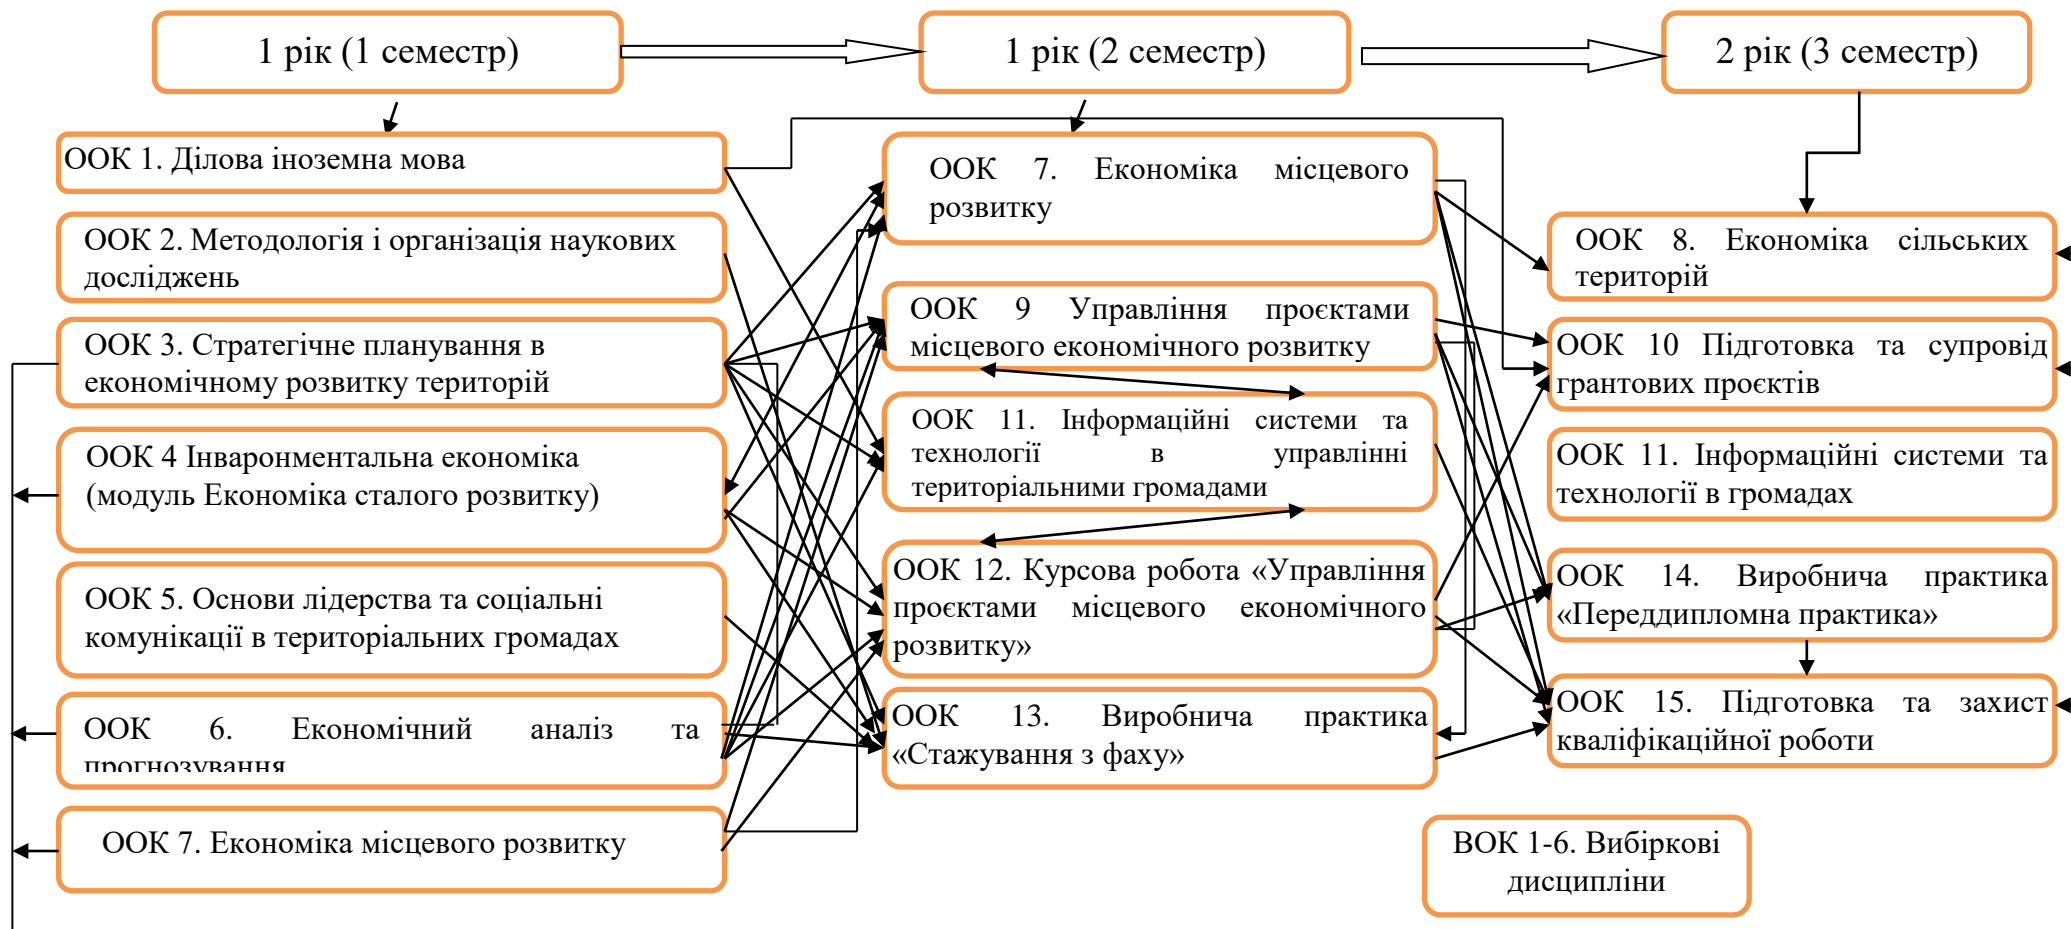 1 рік (1 семестр)
1 рік (2 семестр)
2 рік (3 семестр)
ООК 1. Ділова іноземна мова
ООК 2. Методологія і організація наукових
досліджень
ООК 3. Стратегічне планування в
економічному розвитку територій
ООК 4 Інваронментальна економіка
(модуль Економіка сталого розвитку)
ООК 5. Основи лідерства та соціальні
комунікації в територіальних громадах
ООК 6. Економічний аналіз та
прогнозування
ООК 7. Економіка місцевого розвитку
ООК 7. Економіка місцевого
розвитку
ООК 9 Управління проєктами
місцевого економічного розвитку
ООК 11. Інформаційні системи та
технології в управлінні
територіальними громадами
ООК 12. Курсова робота «Управління
проєктами місцевого економічного
розвитку»
ООК 13. Виробнича практика
«Стажування з фаху»
ООК 8. Економіка сільських
територій
ООК 10 Підготовка та супровід
грантових проєктів
ООК 11. Інформаційні системи та
технології в громадах
ООК 14. Виробнича практика
«Переддипломна практика»
ООК 15. Підготовка та захист
кваліфікаційної роботи
ВОК 1-6. Вибіркові
дисципліни